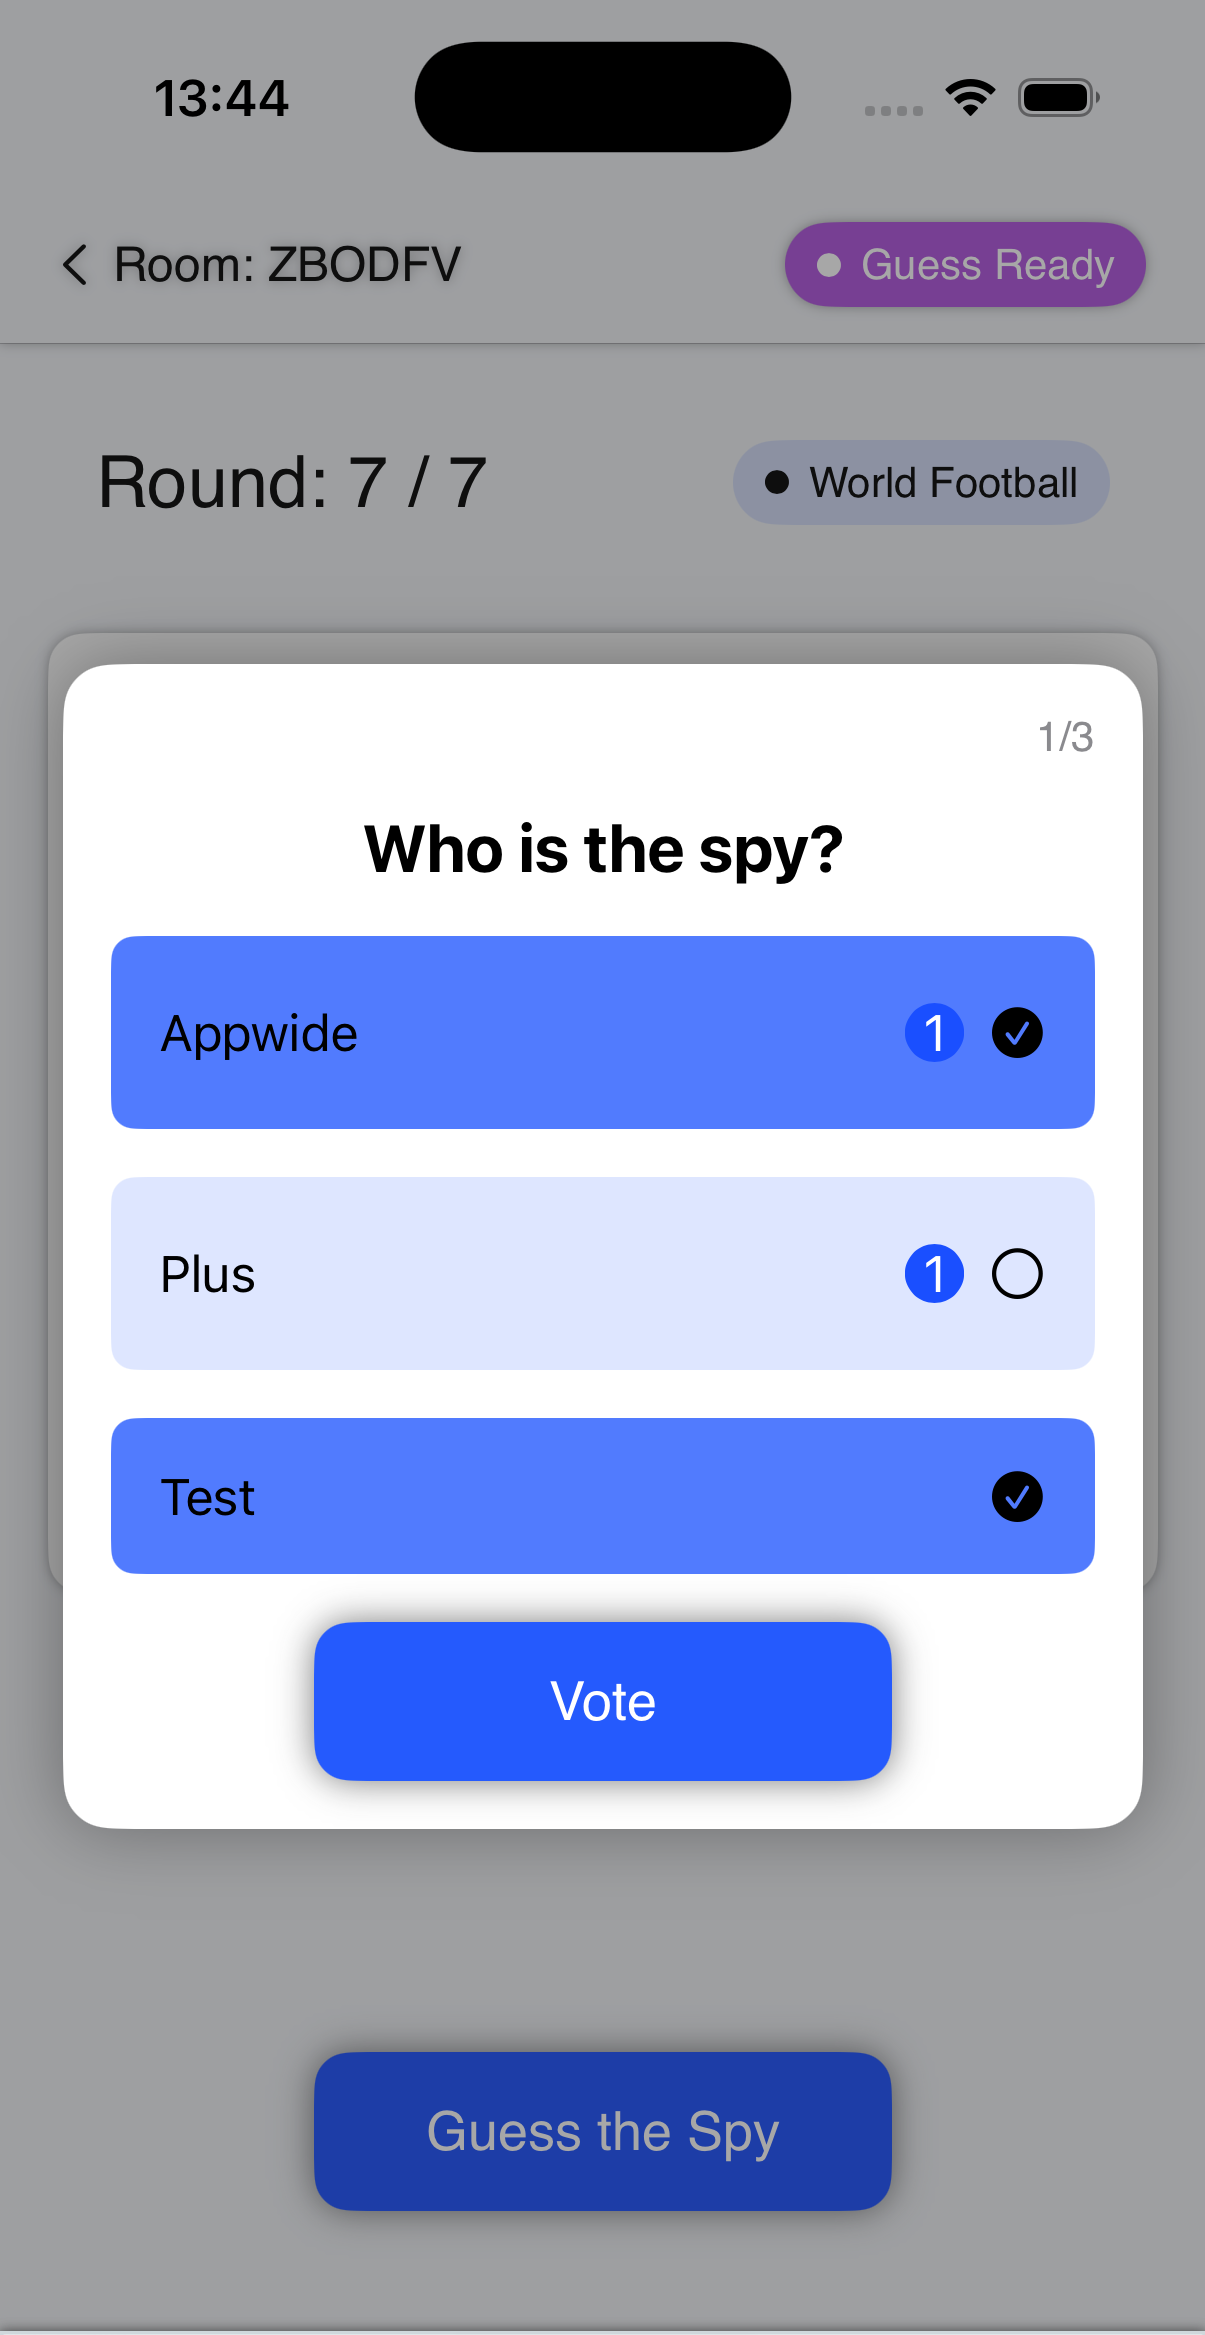 13:44
Room: ZBODFV
Guess Ready
Round: 7 / 7
World Football
1/3
Who is the spy?
Appwide 1
Plus 1
Test
Vote
Guess the Spy